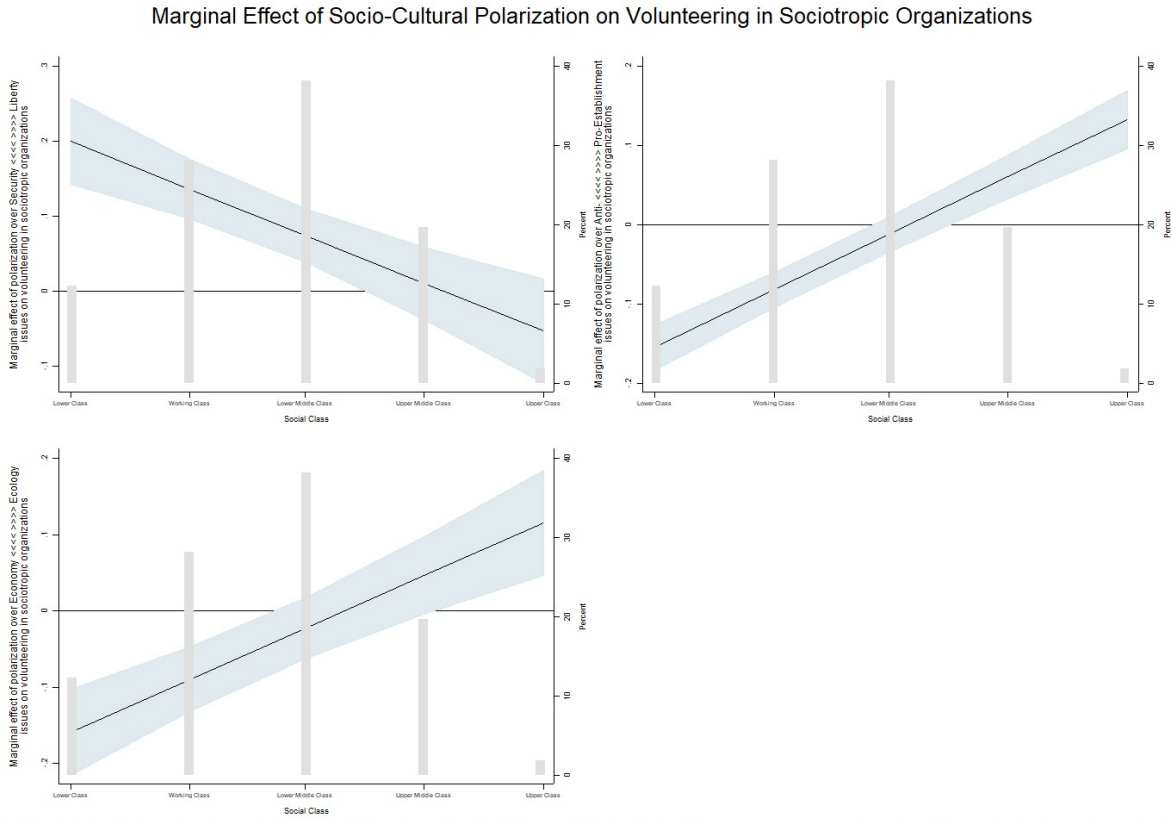 Marginal Effect of Socio-Cultural Polarization on Volunteering in Sociotropic Organizations
Marginal effect of polarization over Security <<<< >>>> Liberty
issues on volunteering in sociotropic organizations
.3
.2
.1
0
-.1
40
30
20
10
0
Percent
Lower Class
Working Class
Lower Middle Class
Upper Middle Class
Upper Class
Social Class
Marginal effect of polarization over Anti- <<<< >>>> Pro-Establishment
issues on volunteering in sociotropic organizations
.2
.1
0
-.1
-.2
40
30
20
10
0
Percent
Lower Class
Working Class
Lower Middle Class
Upper Middle Class
Upper Class
Social Class
Marginal effect of polarization over Economy <<<< >>>> Ecology
issues on volunteering in sociotropic organizations
.2
.1
0
-.1
-.2
40
30
20
10
0
Percent
Lower Class
Working Class
Lower Middle Class
Upper Middle Class
Upper Class
Social Class